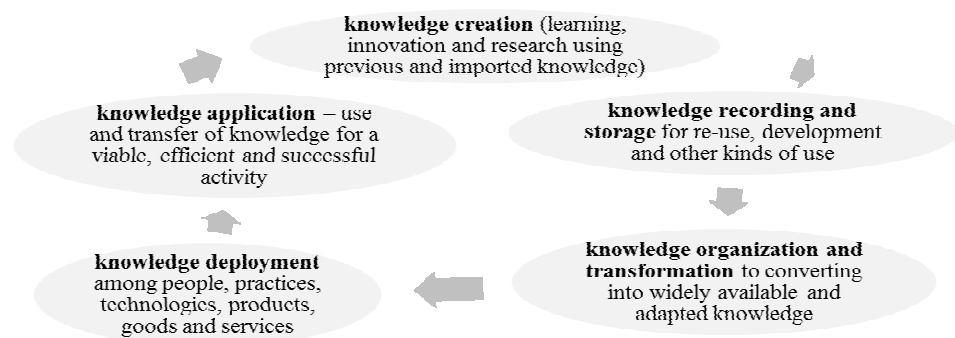 knowledge creation (learning,
innovation and research using
previous and imported knowledge)
knowledge recording and
storage for re-use, development
and other kinds of use
knowledge organization and
transformation to converting
into widely available and
adapted knowledge
knowledge deployment
among people, practices,
technologies, products,
goods and services
knowledge application – use
and transfer of knowledge for a
viable, efficient and successful
activity